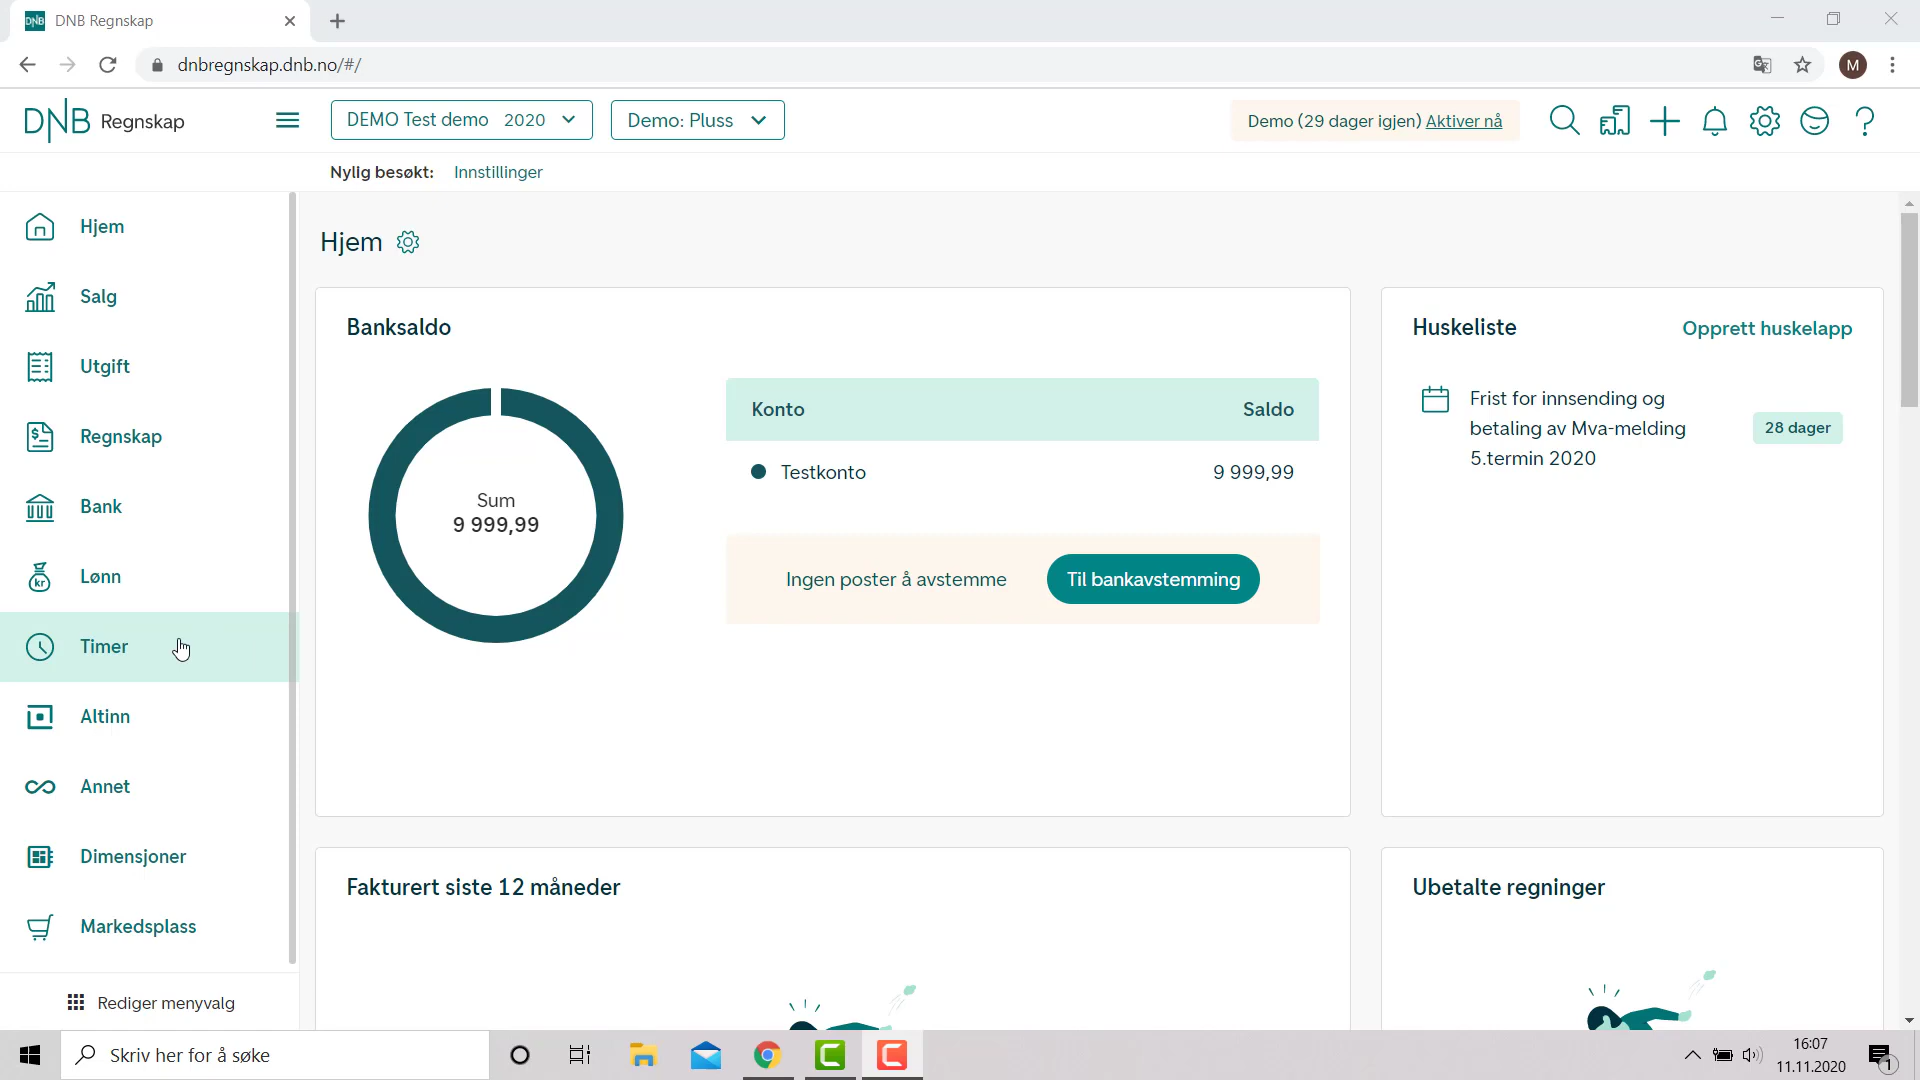 DNB
DNB Regnskap
dnbregnskap.dnb.no/#/
M
DNB Regnskap
DEMO Test demo 2020
Demo: Pluss
Demo (29 dager igjen) Aktiver nå
Nylig besøkt: Innstillinger
Hjem
Salg
Utgift
Regnskap
Bank
kr
Lønn
Timer
Altinn
Annet
Dimensjoner
Markedsplass
Rediger menyvalg
Hjem
Banksaldo
Sum
9 999,99
Konto Saldo
Testkonto 9 999,99
Ingen poster å avstemme
Til bankavstemming
Huskeliste
Opprett huskelapp
Frist for innsending og
betaling av Mva-melding
5.termin 2020
28 dager
Fakturert siste 12 måneder
Ubetalte regninger
Skriv her for å søke
16:07
11.11.2020
1